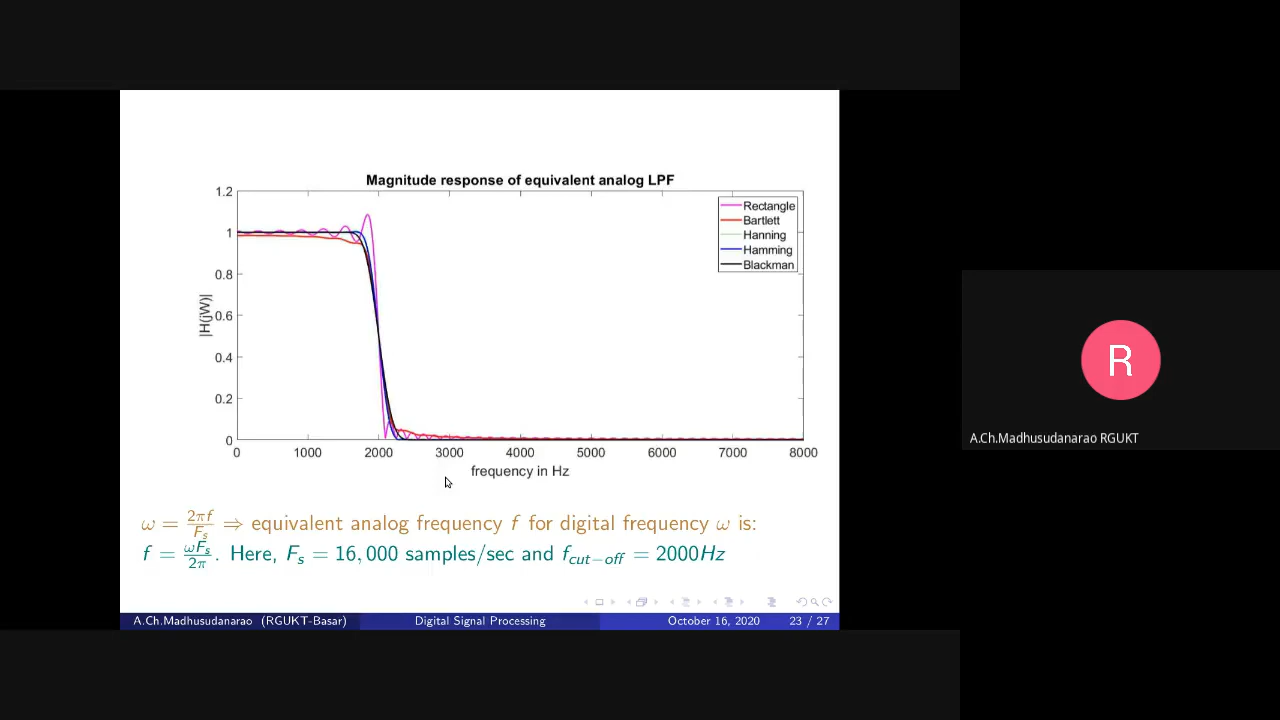 Magnitude response of equivalent analog LPF
1.2
1
0.8
0.6
0.4
0.2
0
|H(jW)|
Rectangle
Bartlett
Hanning
Hamming
Blackman
0 1000 2000 3000 4000 5000 6000 7000 8000
frequency in Hz
ω = 2πf/Fs ⇒ equivalent analog frequency f for digital frequency ω is:
f = ωFs/2π. Here, Fs = 16,000 samples/sec and fcut−off = 2000Hz
A.Ch.Madhusudanarao (RGUKT-Basar) Digital Signal Processing October 16, 2020 23 / 27
R
A.Ch.Madhusudanarao RGUKT